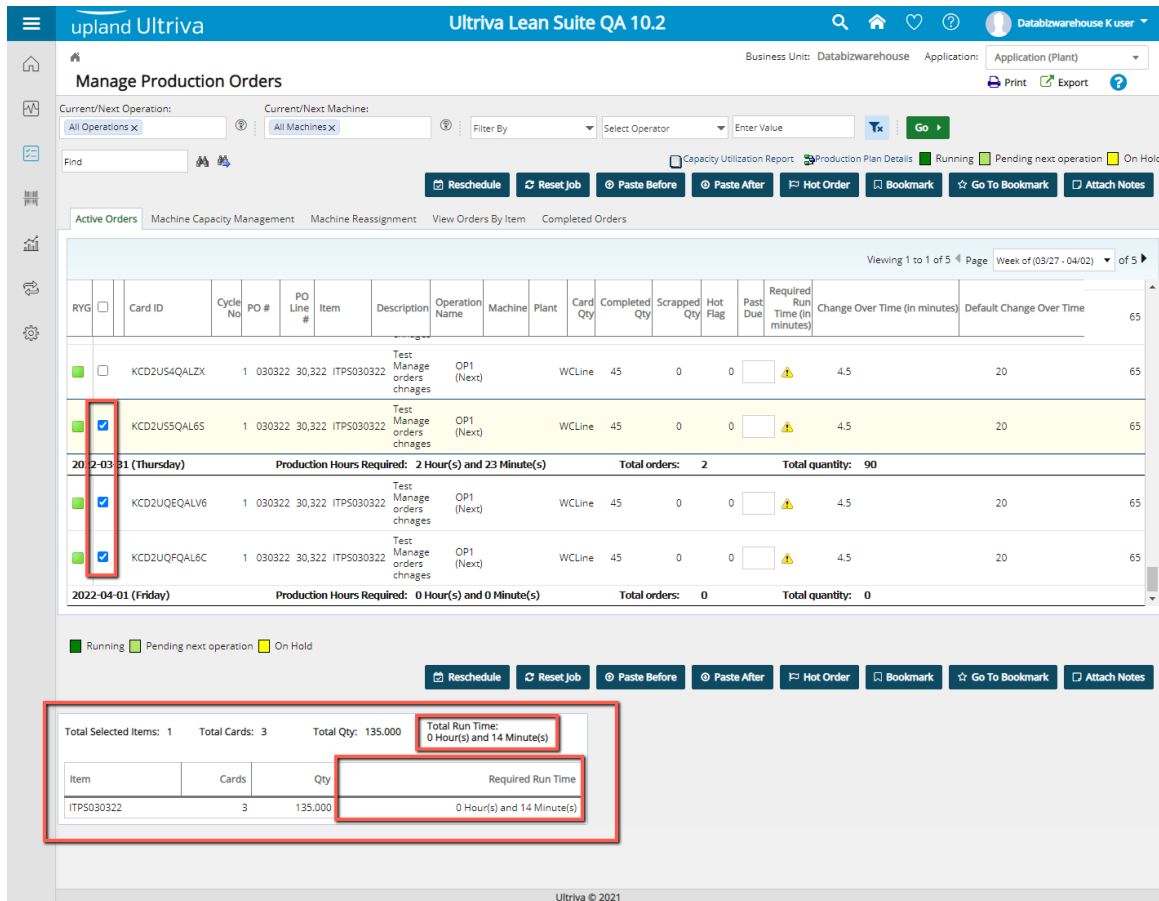 upland Ultriva
Ultriva Lean Suite QA 10.2
Databizwarehouse K user
Business Unit: Databizwarehouse Application: Application (Plant)
Manage Production Orders
Print Export ?
Current/Next Operation: Current/Next Machine:
All Operations x All Machines x Filter By Select Operator Enter Value Go
Find
Capacity Utilization Report Production Plan Details Running Pending next operation On Hold
Reschedule Reset Job Paste Before Paste After Hot Order Bookmark Go To Bookmark Attach Notes
Active Orders Machine Capacity Management Machine Reassignment View Orders By Item Completed Orders
Viewing 1 to 1 of 5 Page Week of (03/27 - 04/02) of 5
RYG Card ID Cycle No PO # PO Line # Item Description Operation Name Machine Plant Card Qty Completed Qty Scrapped Qty Hot Flag Past Due Required Run Time (in minutes) Change Over Time (in minutes) Default Change Over Time 65
KCD2US4QALZX 1 030322 30,322 ITPS030322 Test Manage orders chnages OP1 (Next) WCLine 45 0 0 4.5 20 65
KCD2US5QAL6S 1 030322 30,322 ITPS030322 Test Manage orders chnages OP1 (Next) WCLine 45 0 0 4.5 20 65
2022-03-31 (Thursday) Production Hours Required: 2 Hour(s) and 23 Minute(s) Total orders: 2 Total quantity: 90
KCD2UQEQALV6 1 030322 30,322 ITPS030322 Test Manage orders chnages OP1 (Next) WCLine 45 0 0 4.5 20 65
KCD2UQFQAL6C 1 030322 30,322 ITPS030322 Test Manage orders chnages OP1 (Next) WCLine 45 0 0 4.5 20 65
2022-04-01 (Friday) Production Hours Required: 0 Hour(s) and 0 Minute(s) Total orders: 0 Total quantity: 0
Running Pending next operation On Hold
Reschedule Reset Job Paste Before Paste After Hot Order Bookmark Go To Bookmark Attach Notes
Total Selected Items: 1 Total Cards: 3 Total Qty: 135.000 Total Run Time:
0 Hour(s) and 14 Minute(s)
Item Cards Qty Required Run Time
ITPS030322 3 135.000 0 Hour(s) and 14 Minute(s)
Ultriva © 2021